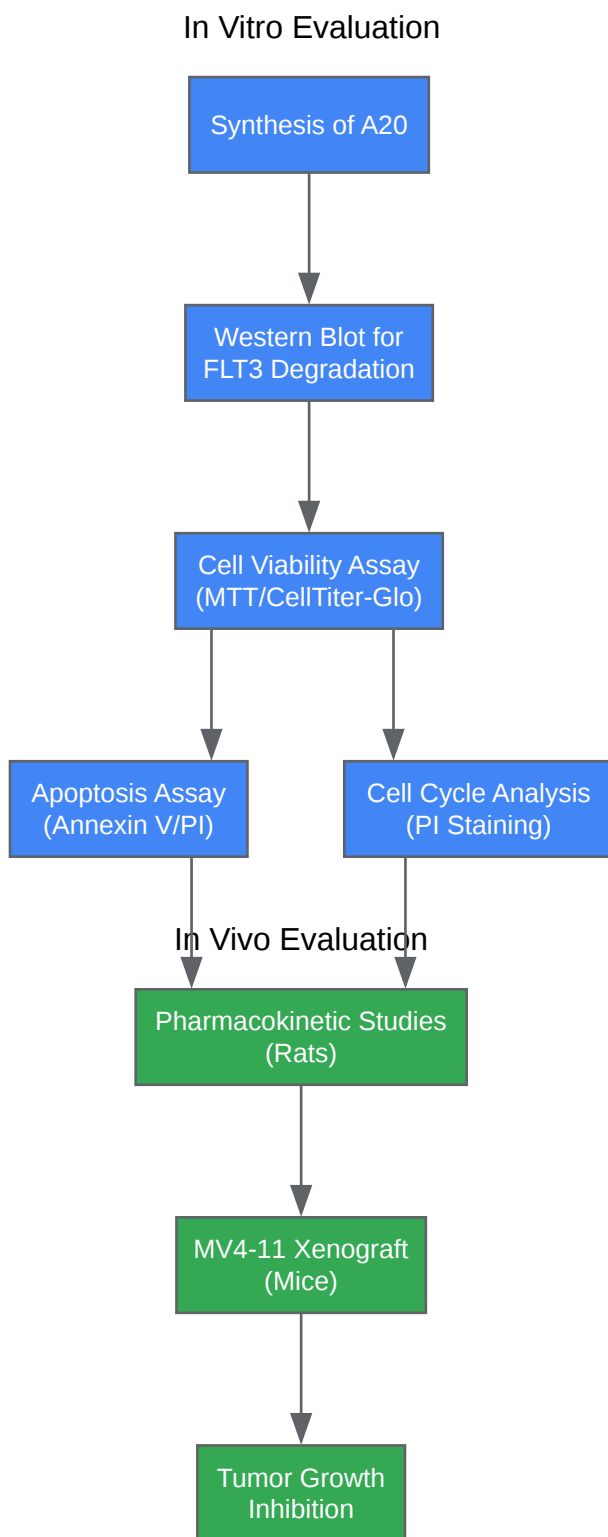 In Vitro Evaluation
Synthesis of A20
Western Blot for
FLT3 Degradation
Cell Viability Assay
(MTT/CellTiter-Glo)
Apoptosis Assay
(Annexin V/PI)
Cell Cycle Analysis
(PI Staining)
In Vivo Evaluation
Pharmacokinetic Studies
(Rats)
MV4-11 Xenograft
(Mice)
Tumor Growth
Inhibition